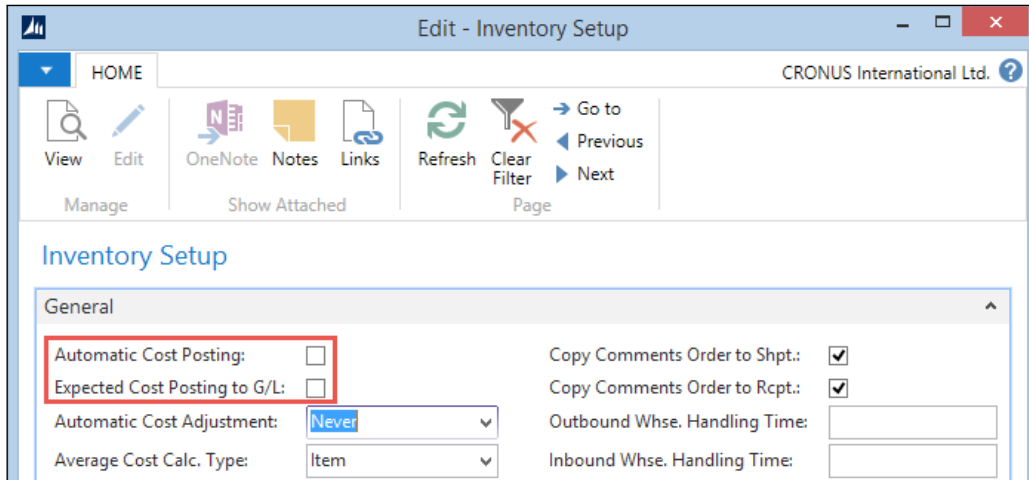 Edit - Inventory Setup
HOME
CRONUS International Ltd.
View
Edit
OneNote
Notes
Links
Refresh
Clear Filter
Go to
Previous
Next
Manage
Show Attached
Page
Inventory Setup
General
Automatic Cost Posting:
Copy Comments Order to Shpt.:
Expected Cost Posting to G/L:
Copy Comments Order to Rcpt.:
Automatic Cost Adjustment: Never
Outbound Whse. Handling Time:
Average Cost Calc. Type: Item
Inbound Whse. Handling Time: